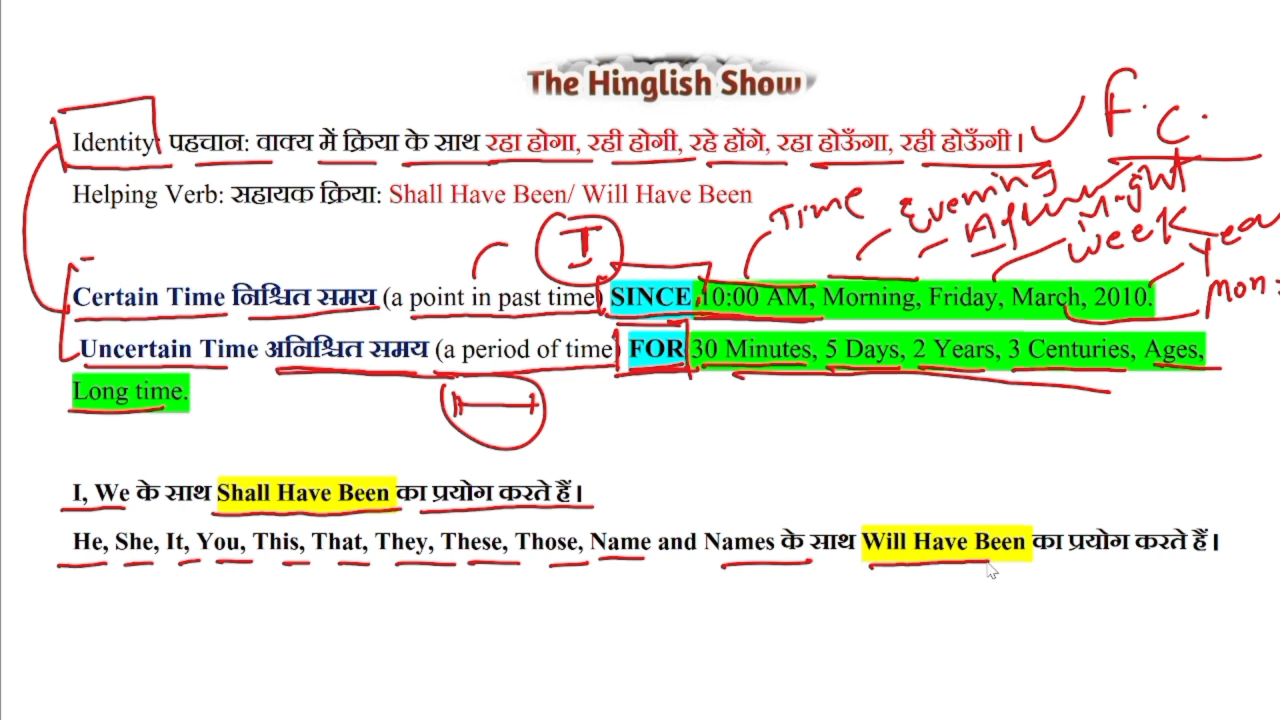 The Hinglish Show
F. C.
Identity: पहचान: वाक्य में क्रिया के साथ रहा होगा, रही होगी, रहे होंगे, रहा होऊँगा, रही होऊँगी।
Helping Verb: सहायक क्रिया: Shall Have Been/ Will Have Been
Time Evening Night
I week Year
Certain Time निश्चित समय (a point in past time) SINCE 10:00 AM, Morning, Friday, March, 2010. Mon:
Uncertain Time अनिश्चित समय (a period of time) FOR 30 Minutes, 5 Days, 2 Years, 3 Centuries, Ages,
Long time.
I, We के साथ Shall Have Been का प्रयोग करते हैं।
He, She, It, You, This, That, They, These, Those, Name and Names के साथ Will Have Been का प्रयोग करते हैं।